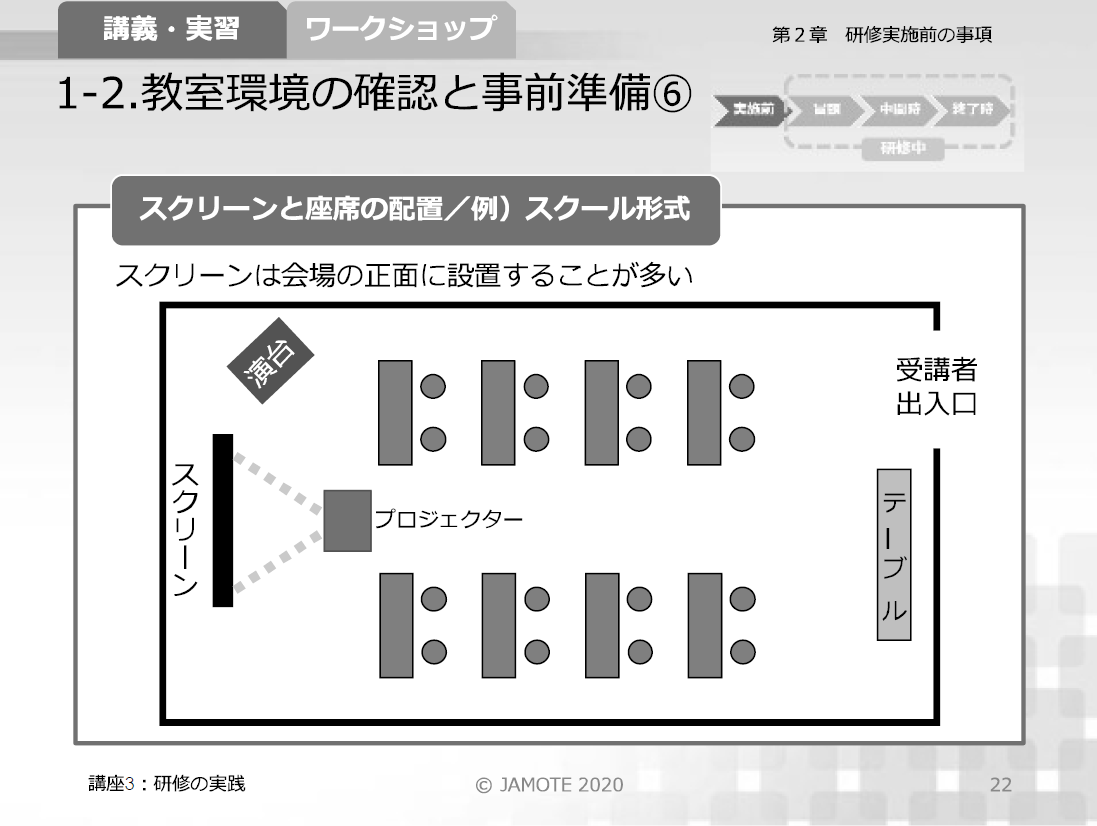 講義・実習
ワークショップ
第２章　研修実施前の事項
1-2.教室環境の確認と事前準備⑥
実施前
冒頭
中間時
終了時
研修中
スクリーンと座席の配置／例）スクール形式
スクリーンは会場の正面に設置することが多い
演台
受講者
出入口
スクリーン
プロジェクター
テーブル
講座3：研修の実践
© JAMOTE 2020
22